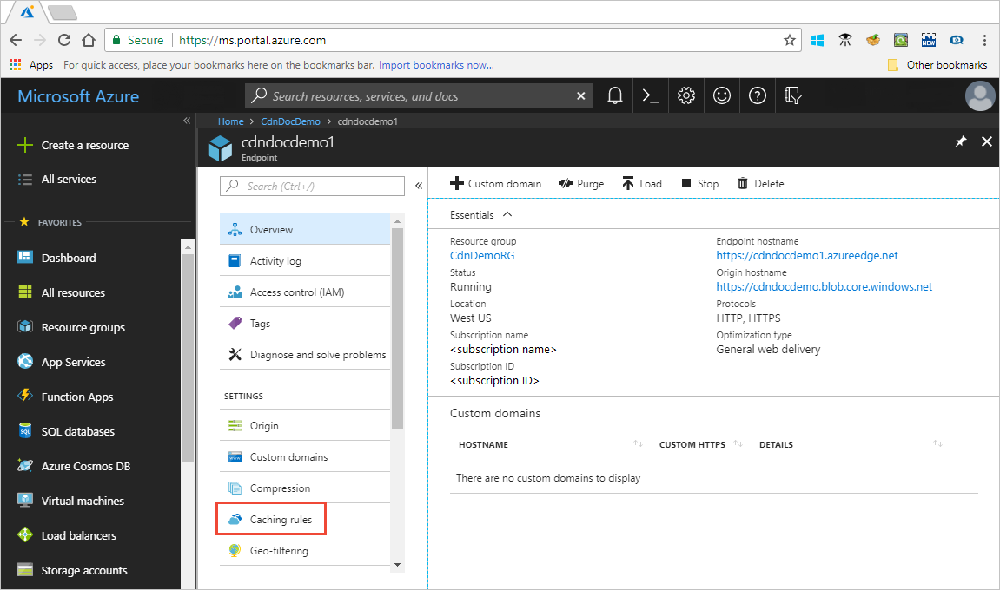 Secure https://ms.portal.azure.com
NEW
Apps For quick access, place your bookmarks here on the bookmarks bar. Import bookmarks now... Other bookmarks
Microsoft Azure
Search resources, services, and docs
Home > CdnDocDemo > cdndocdemo1
cdndocdemo1
Endpoint
Create a resource
All services
FAVORITES
Dashboard
All resources
Resource groups
App Services
Function Apps
SQL
SQL databases
Azure Cosmos DB
Virtual machines
Load balancers
Storage accounts
Search (Ctrl+/)
Overview
Activity log
Access control (IAM)
Tags
Diagnose and solve problems
SETTINGS
Origin
www
Custom domains
Compression
Caching rules
Geo-filtering
Custom domain Purge Load Stop Delete
Essentials
Resource group
CdnDemoRG
Status
Running
Location
West US
Subscription name
<subscription name>
Subscription ID
<subscription ID>
Endpoint hostname
https://cdndocdemo1.azureedge.net
Origin hostname
https://cdndocdemo.blob.core.windows.net
Protocols
HTTP, HTTPS
Optimization type
General web delivery
Custom domains
HOSTNAME CUSTOM HTTPS DETAILS
There are no custom domains to display